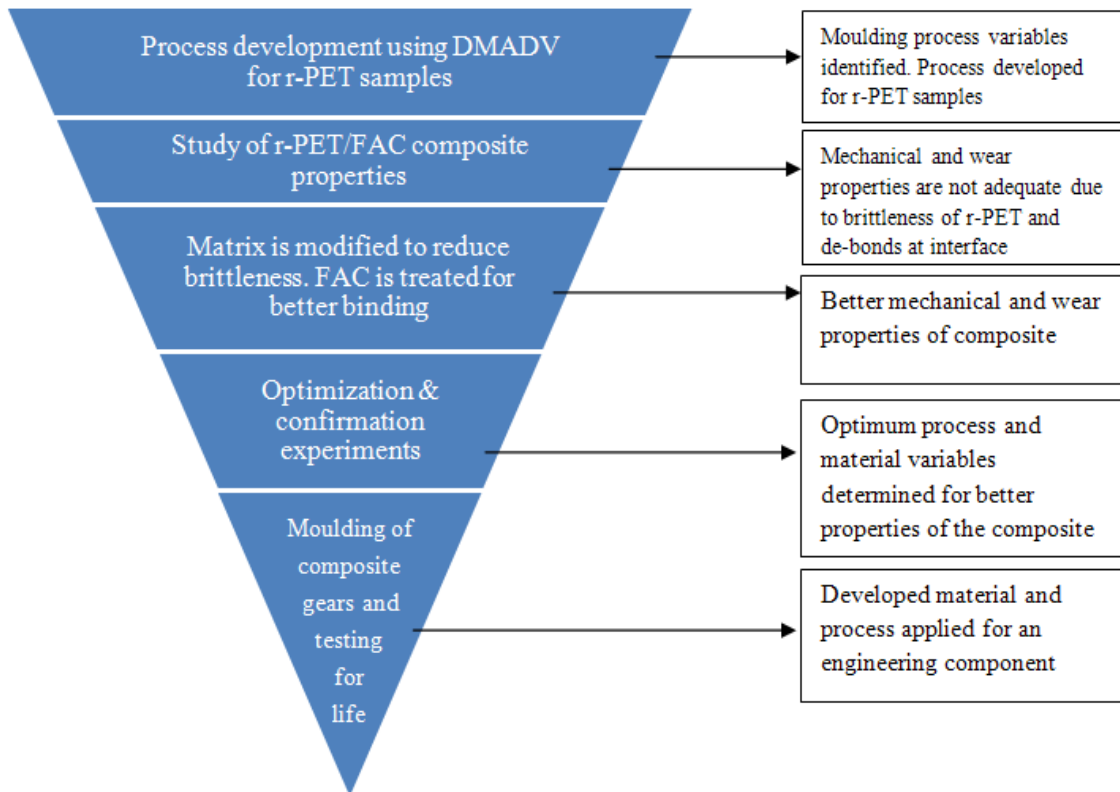 Process development using DMADV
for r-PET samples
Moulding process variables
identified. Process developed
for r-PET samples
Study of r-PET/FAC composite
properties
Mechanical and wear
properties are not adequate due
to brittleness of r-PET and
de-bonds at interface
Matrix is modified to reduce
brittleness. FAC is treated for
better binding
Better mechanical and wear
properties of composite
Optimization &
confirmation
experiments
Optimum process and
material variables
determined for better
properties of the composite
Moulding of
composite
gears and
testing
for
life
Developed material and
process applied for an
engineering component